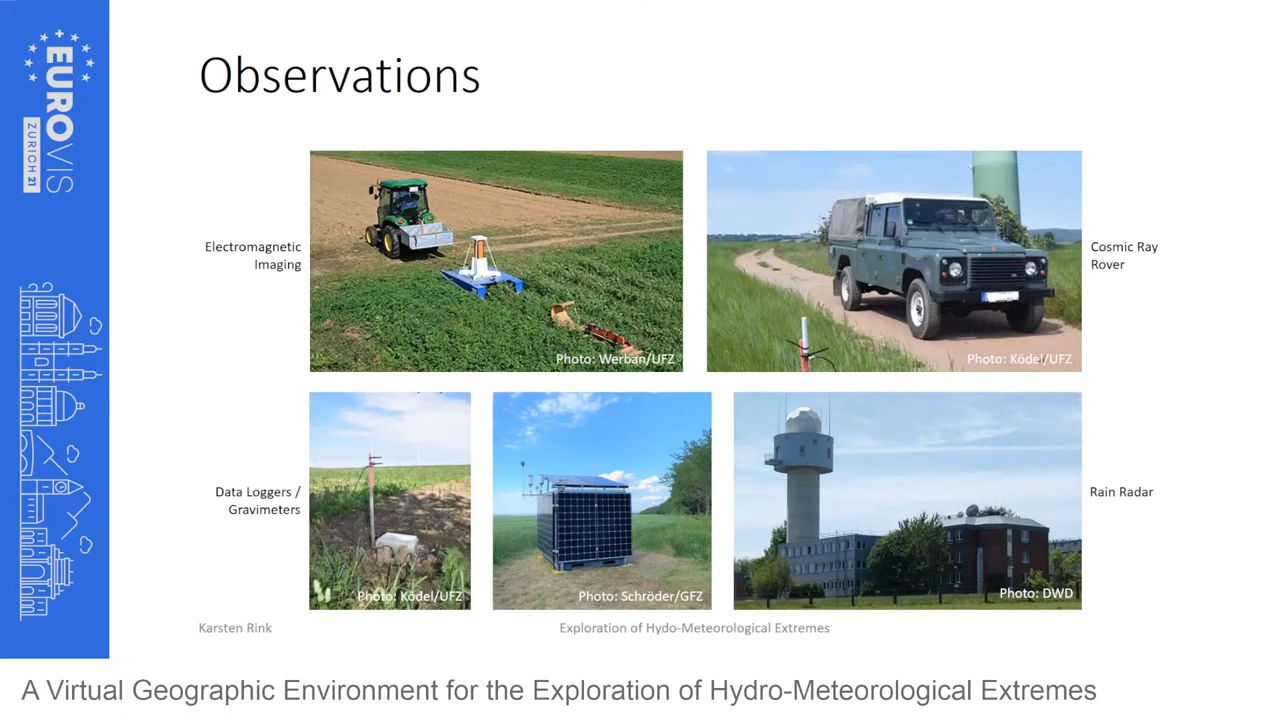 EUROVIS
ZURICH 21
Observations
Electromagnetic
Imaging
Photo: Werban/UFZ
Photo: Ködel/UFZ
Cosmic Ray
Rover
Data Loggers /
Gravimeters
Photo: Ködel/UFZ
Photo: Schröder/GFZ
Photo: DWD
Rain Radar
Karsten Rink
Exploration of Hydo-Meteorological Extremes
A Virtual Geographic Environment for the Exploration of Hydro-Meteorological Extremes